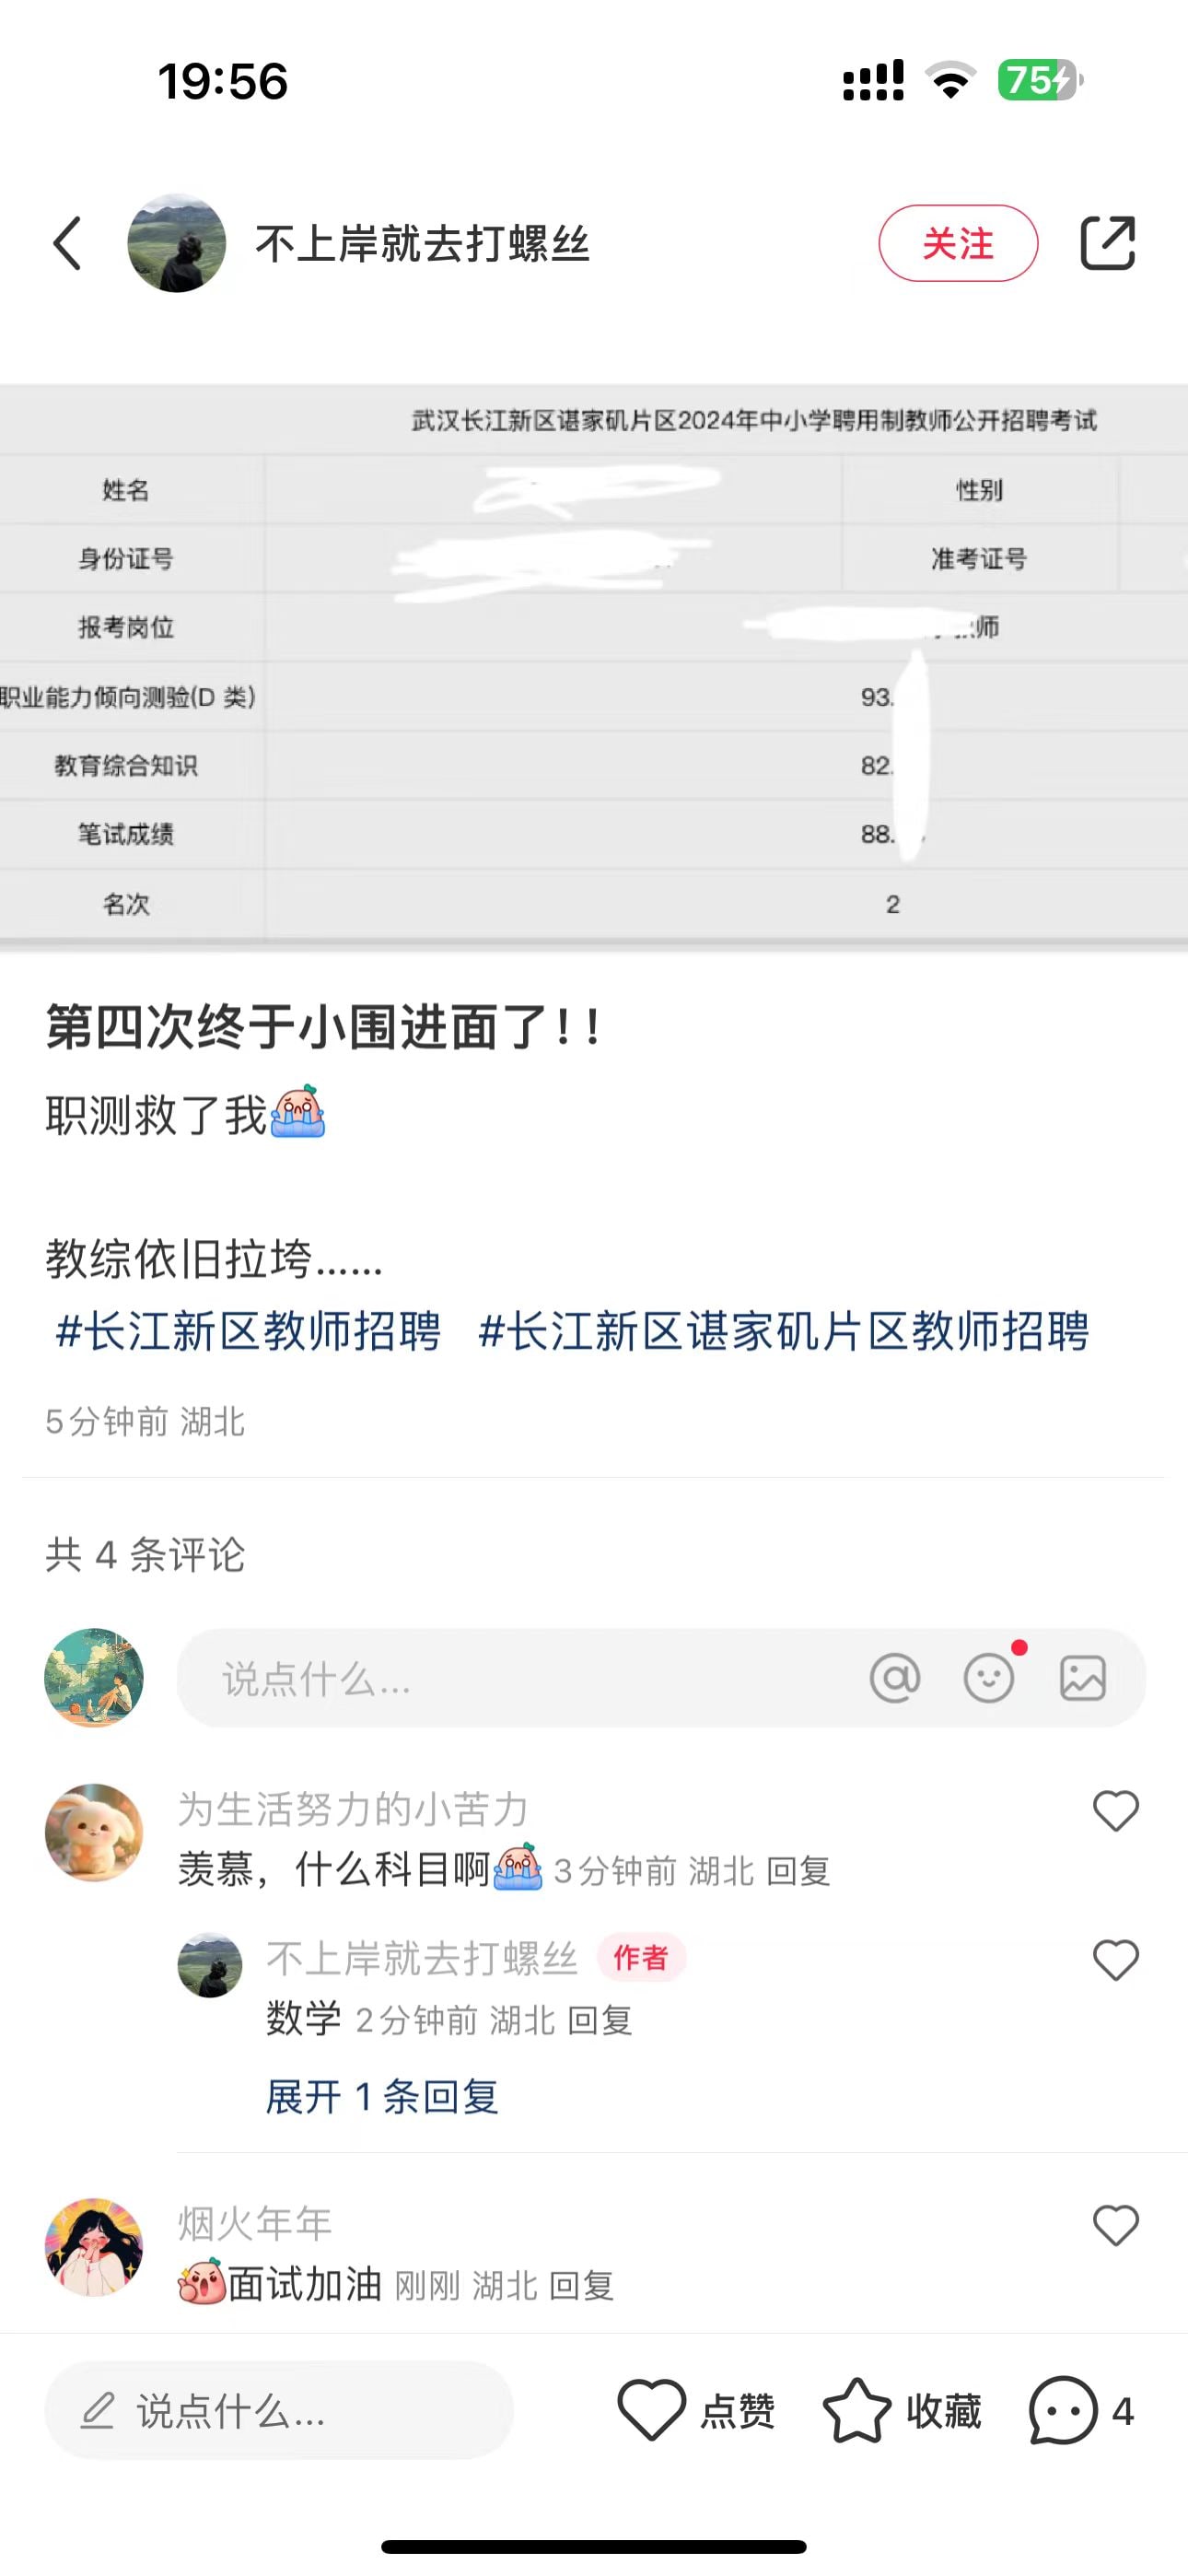 19:56
75
不上岸就去打螺丝
关注
武汉长江新区谌家矶片区2024年中小学聘用制教师公开招聘考试
姓名
性别
身份证号
准考证号
报考岗位
师
职业能力倾向测验(D 类)
93.
教育综合知识
82.
笔试成绩
88.
名次
2
第四次终于小围进面了！！
职测救了我
教综依旧拉垮……
#长江新区教师招聘 #长江新区谌家矶片区教师招聘
5分钟前 湖北
共 4 条评论
说点什么...
为生活努力的小苦力
羡慕，什么科目啊 3分钟前 湖北 回复
不上岸就去打螺丝 作者
数学 2分钟前 湖北 回复
展开 1 条回复
烟火年年
面试加油 刚刚 湖北 回复
说点什么...
点赞
收藏
4